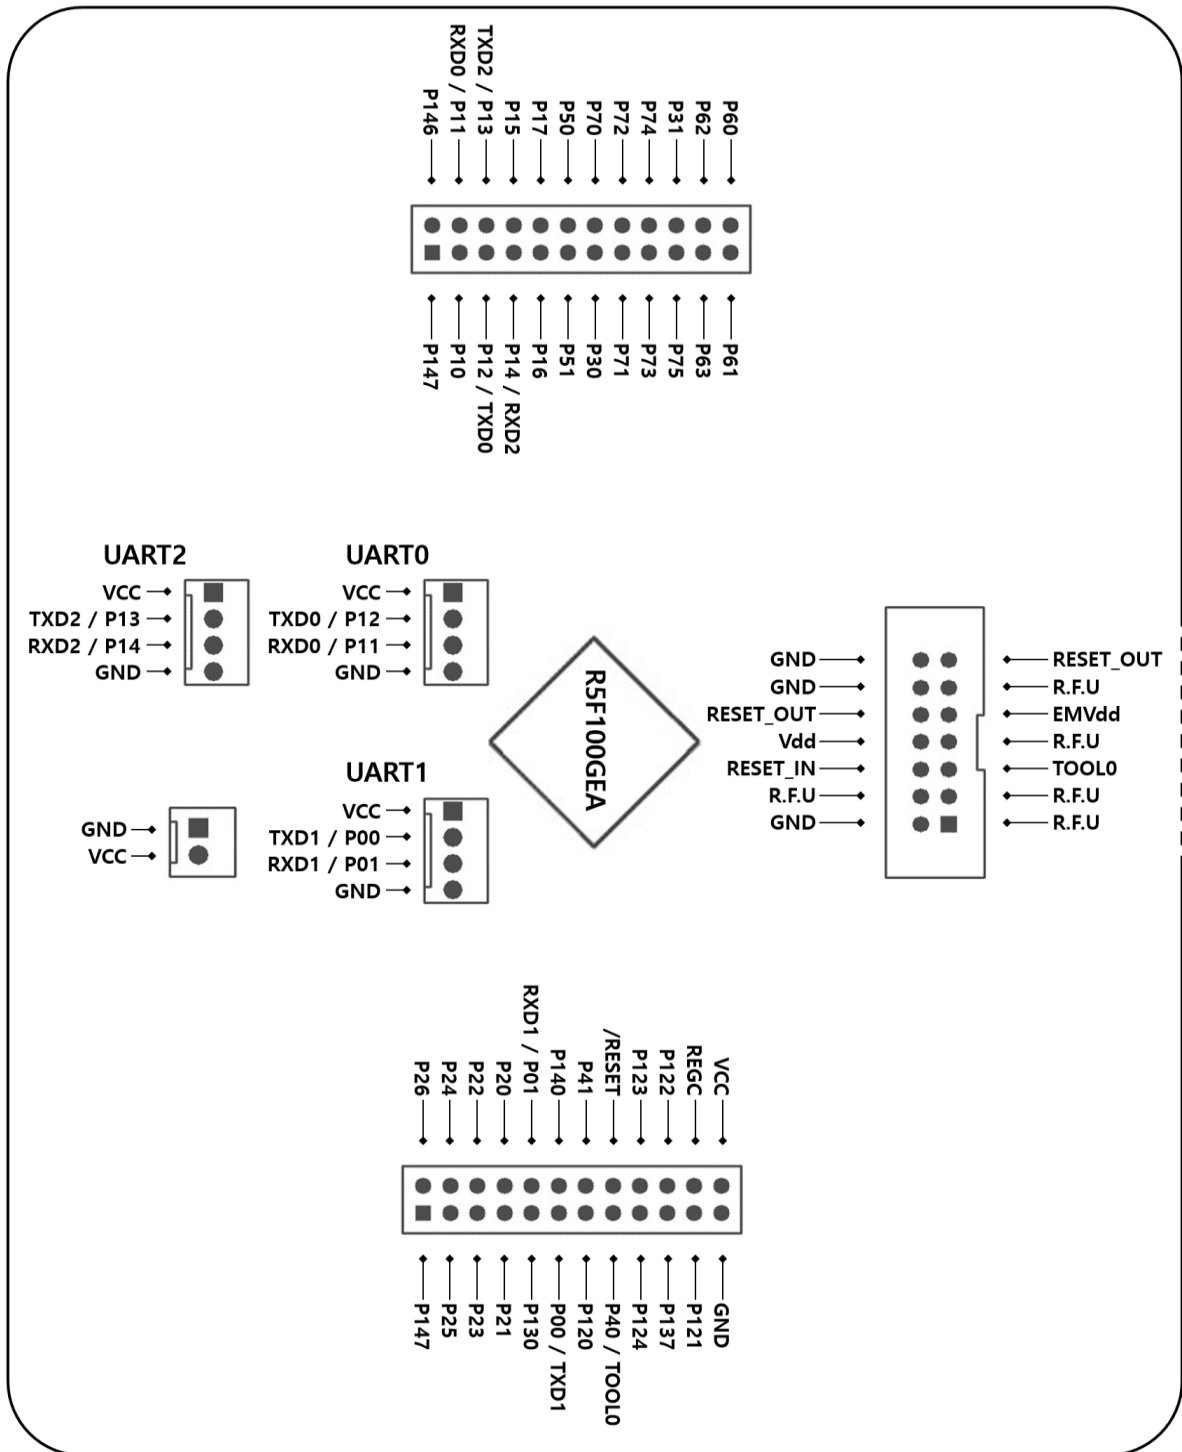 P146
RXD0 / P11
TXD2 / P13
P15
P17
P50
P70
P72
P74
P31
P62
P60
P147
P10
P12 / TXD0
P14 / RXD2
P16
P51
P30
P71
P73
P75
P63
P61
UART2
VCC
TXD2 / P13
RXD2 / P14
GND
UART0
VCC
TXD0 / P12
RXD0 / P11
GND
GND
VCC
UART1
VCC
TXD1 / P00
RXD1 / P01
GND
R5F100GEA
GND
GND
RESET_OUT
Vdd
RESET_IN
R.F.U
GND
RESET_OUT
R.F.U
EMVdd
R.F.U
TOOL0
R.F.U
R.F.U
P26
P24
P22
P20
RXD1 / P01
P140
P41
/RESET
P123
P122
REGC
VCC
P147
P25
P23
P21
P130
P00 / TXD1
P120
P40 / TOOL0
P124
P137
P121
GND